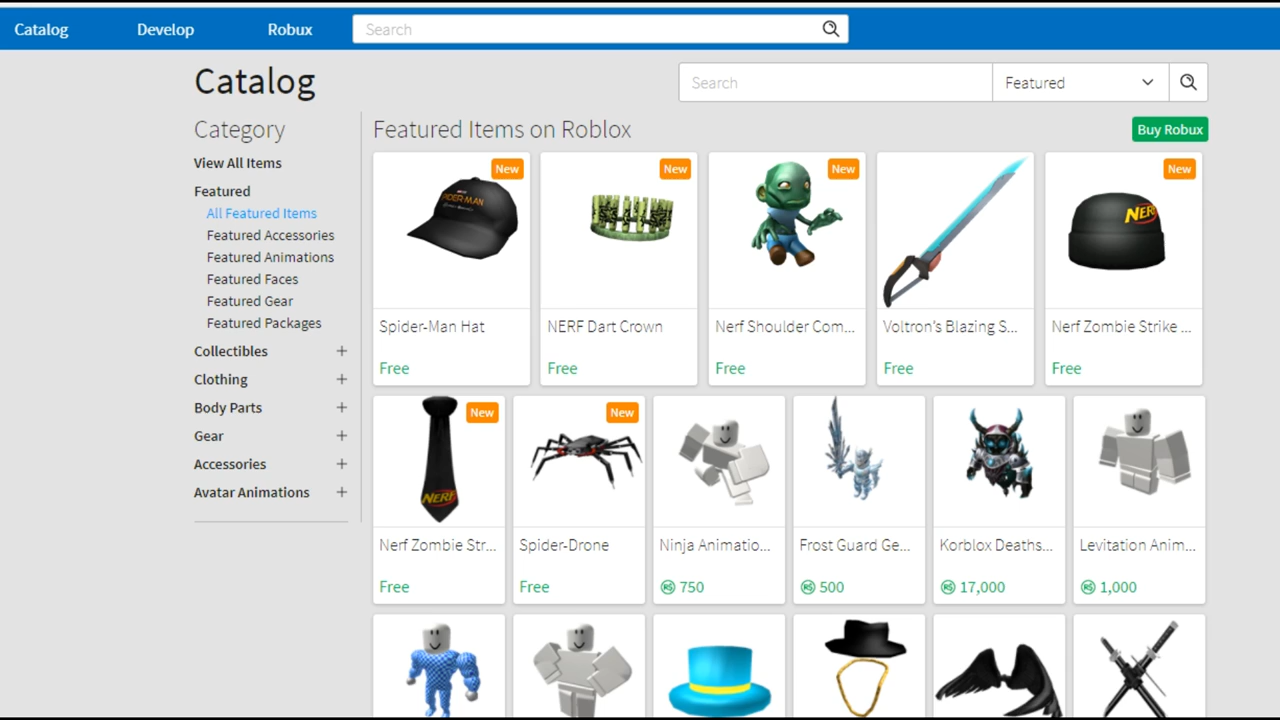 Catalog Develop Robux Search
Catalog
Search Featured
Category
Featured Items on Roblox
Buy Robux
View All Items
Featured
All Featured Items
Featured Accessories
Featured Animations
Featured Faces
Featured Gear
Featured Packages
Collectibles +
Clothing +
Body Parts +
Gear +
Accessories +
Avatar Animations +
New New New New
SPIDER-MAN
NERF
Spider-Man Hat NERF Dart Crown Nerf Shoulder Com... Voltron's Blazing S... Nerf Zombie Strike ...
Free Free Free Free Free
New New
NERF
Nerf Zombie Str... Spider-Drone Ninja Animatio... Frost Guard Ge... Korblox Deaths... Levitation Anim...
Free Free 750 500 17,000 1,000